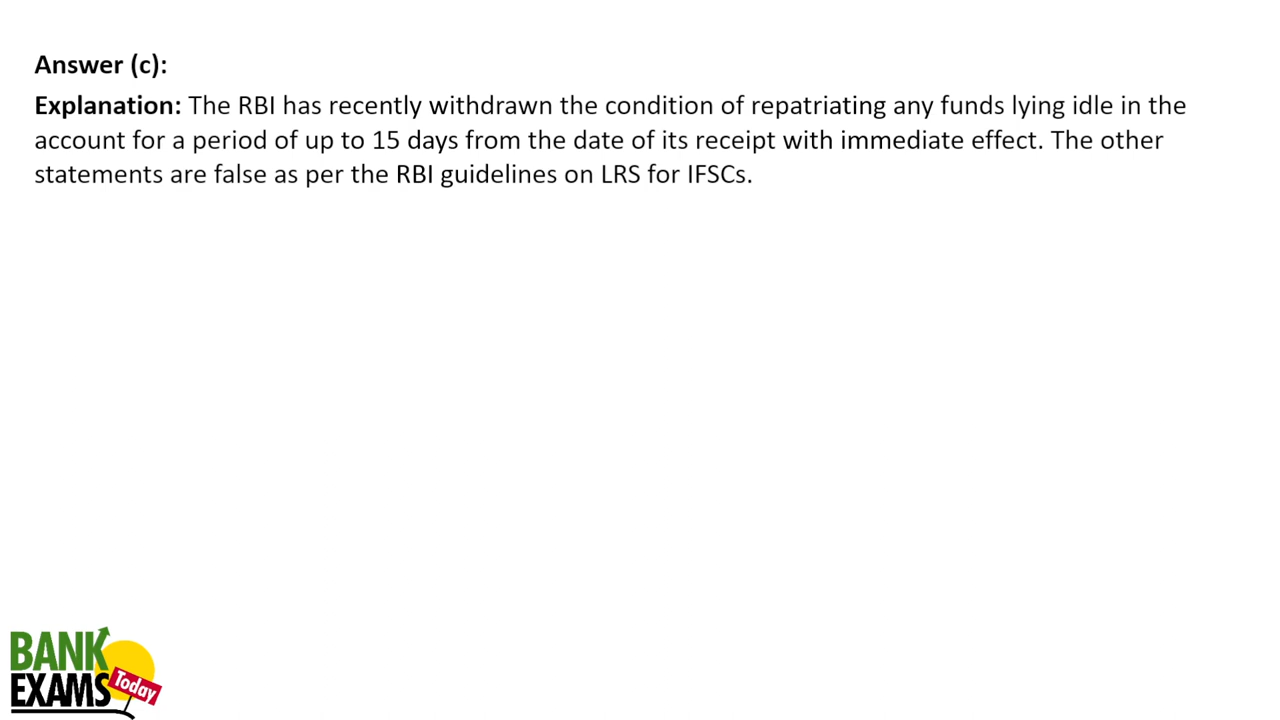 Answer (c):
Explanation: The RBI has recently withdrawn the condition of repatriating any funds lying idle in the
account for a period of up to 15 days from the date of its receipt with immediate effect. The other
statements are false as per the RBI guidelines on LRS for IFSCs.
BANK
EXAMS
Today